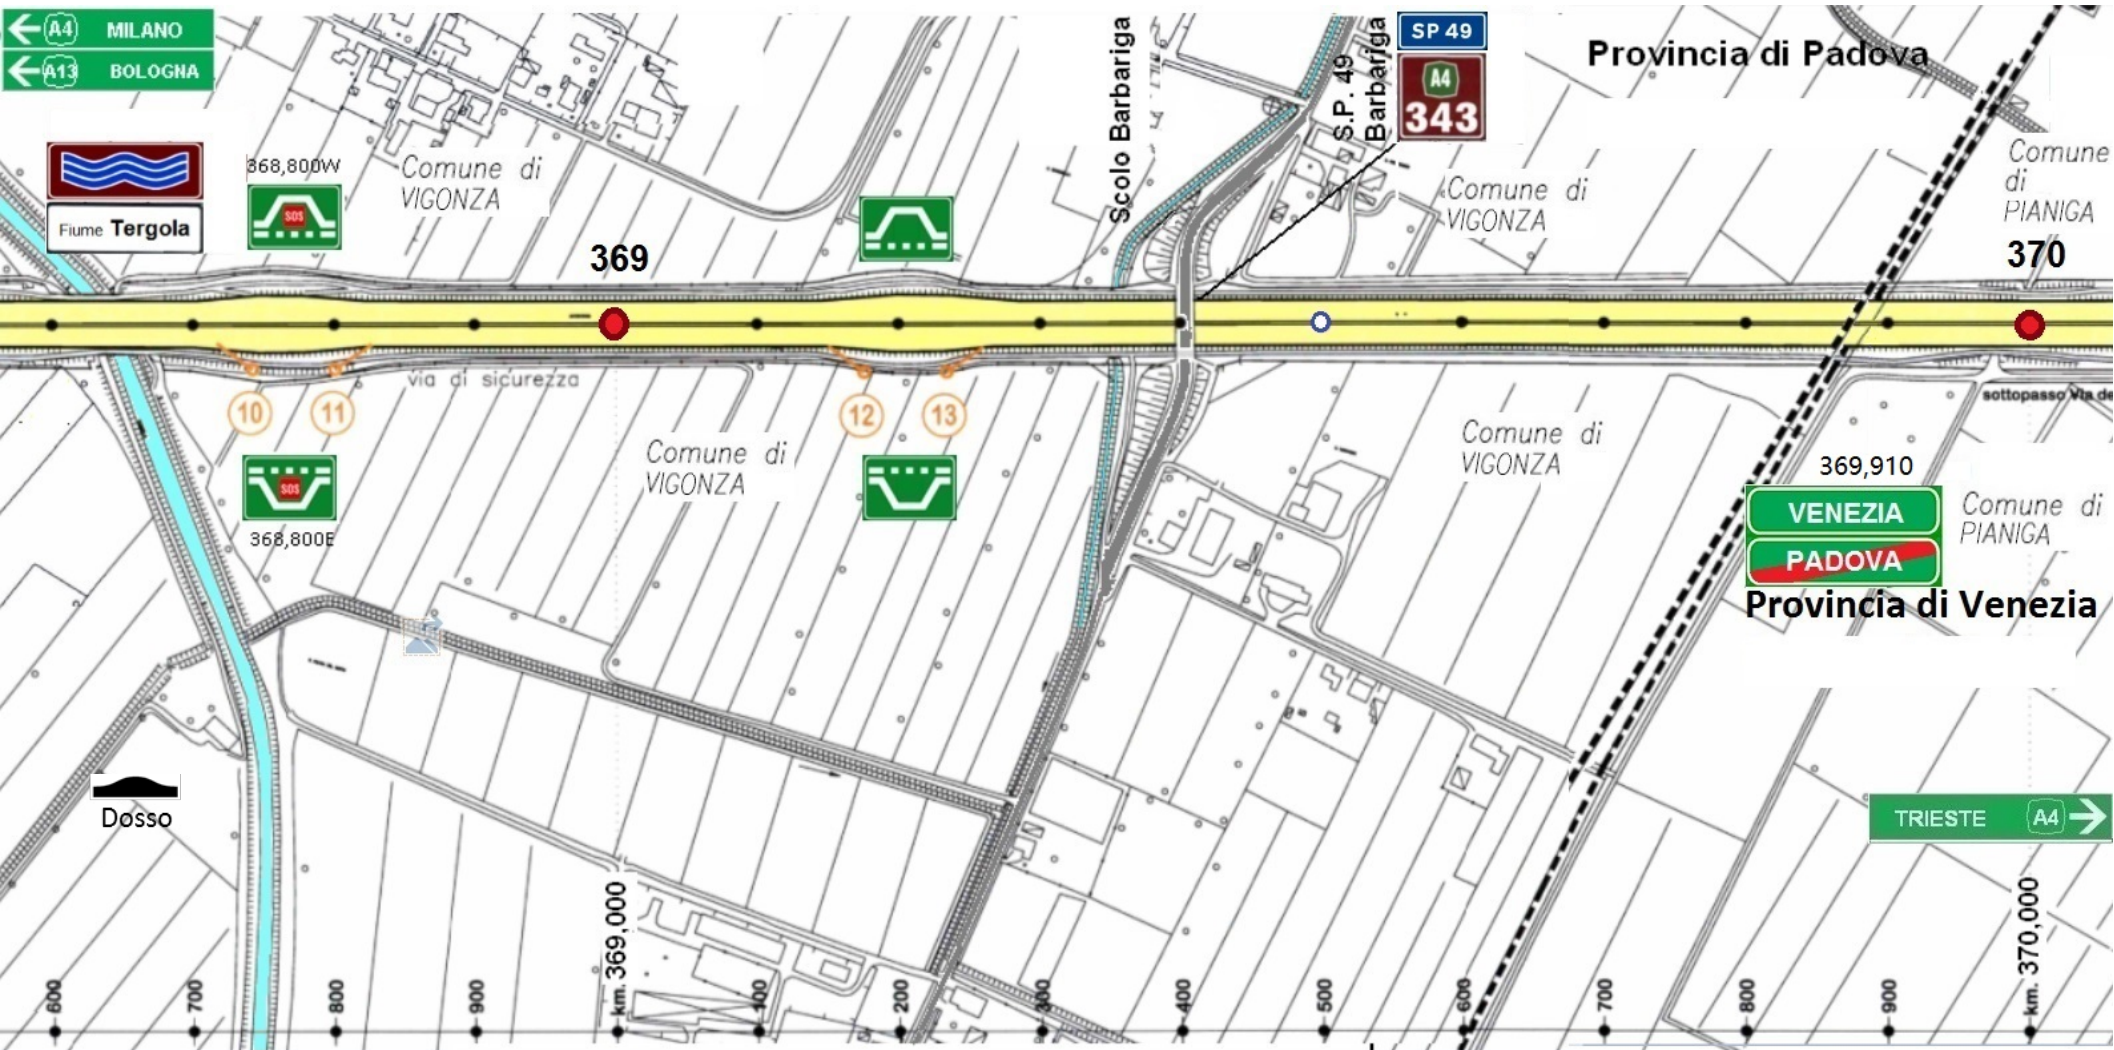 A4 MILANO
A13 BOLOGNA
Fiume Tergola
368,800W
SOS
Comune di
VIGONZA
369
Scolo Barbariga
S.P. 49
Barbariga
SP 49
A4
343
Provincia di Padova
Comune di
VIGONZA
Comune
di
PIANIGA
370
via di sicurezza
10
11
12
13
SOS
368,800E
Comune di
VIGONZA
Comune di
VIGONZA
sottopasso Via de
369,910
VENEZIA
PADOVA
Comune di
PIANIGA
Provincia di Venezia
Dosso
TRIESTE A4
600
700
800
900
km. 369,000
100
200
300
400
500
600
700
800
900
km. 370,000